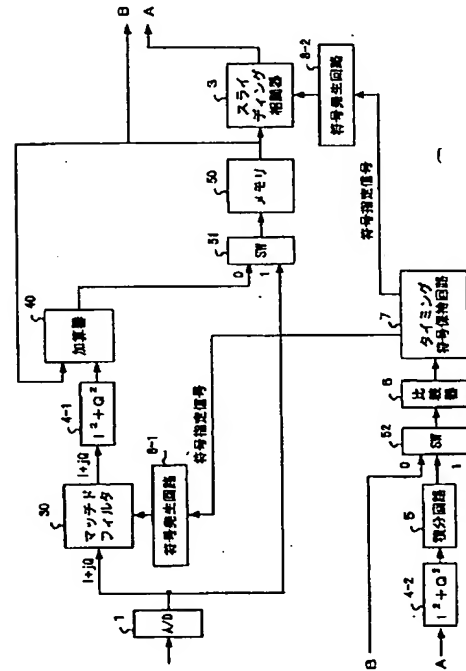 B
A
8-2
3
スライ
ディング
相関器
符号発生回路
50
メモリ
符号指定信号
51
SW
0
1
40
加算器
4-1
I²+Q²
I+jQ
30
マッチド
フィルタ
I+jQ
8-1
符号発生回路
符号指定信号
1
A/D
7
タイミング
符号保持回路
6
比較器
52
SW
0
1
5
積分回路
4-2
I²+Q²
B
A